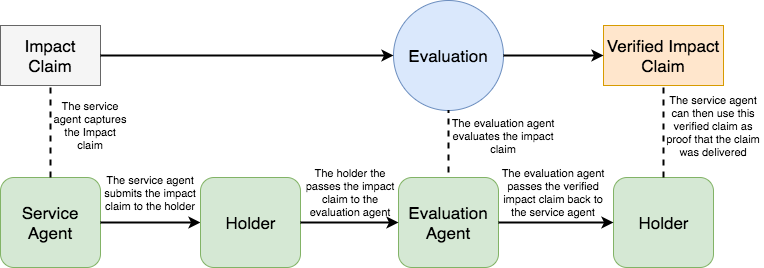 Impact
Claim
Evaluation
Verified Impact
Claim
The service
agent captures
the Impact
claim
The evaluation agent
evaluates the impact
claim
The service agent
can then use this
verified claim as
proof that the claim
was delivered
Service
Agent
The service agent
submits the impact
claim to the holder
Holder
The holder the
passes the impact
claim to the
evaluation agent
Evaluation
Agent
The evaluation agent
passes the verified
impact claim back to
the service agent
Holder